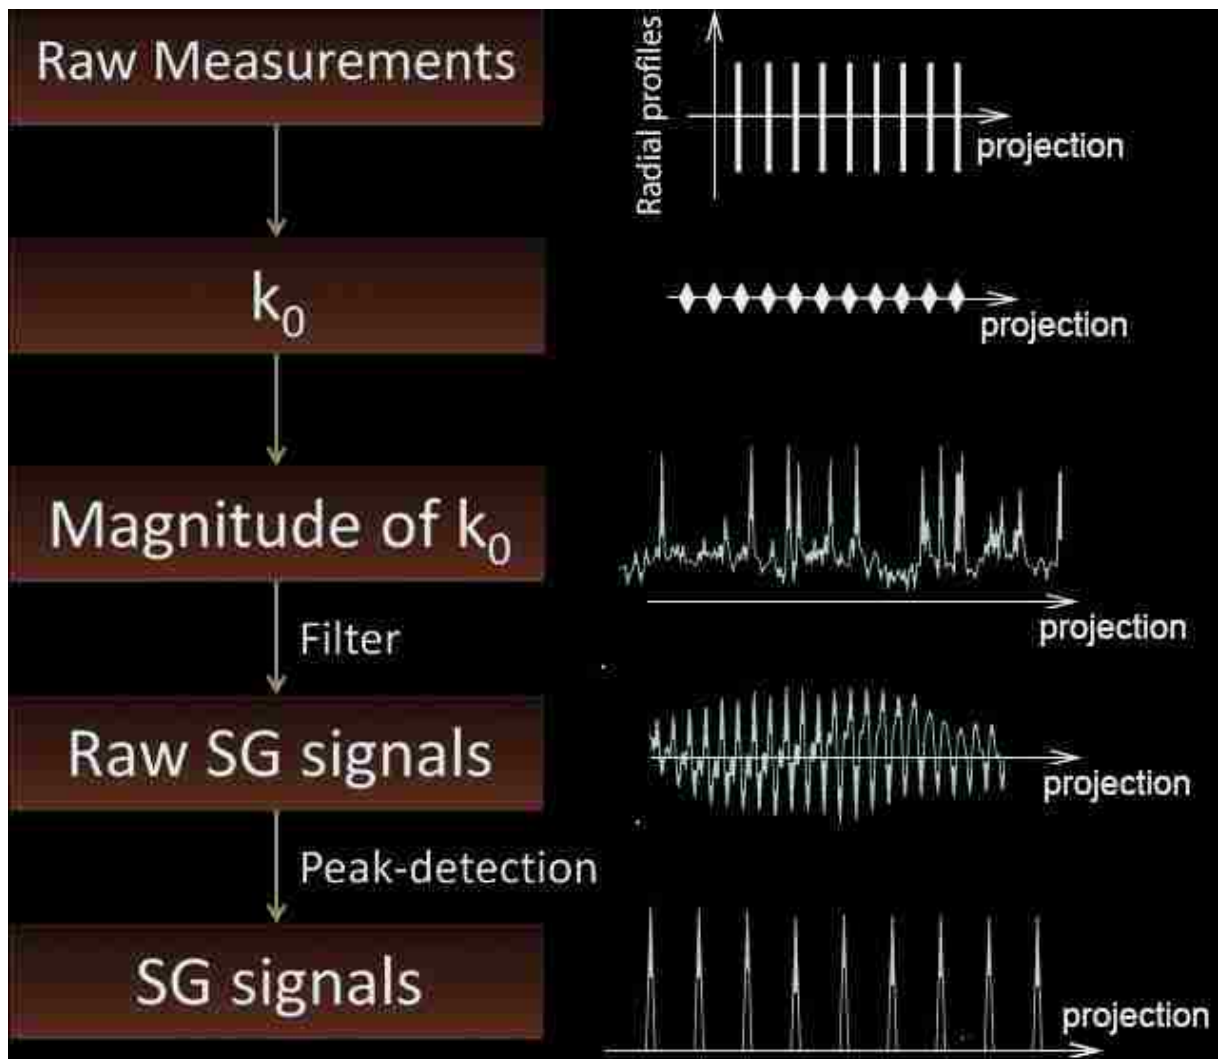 Raw Measurements
Radial profiles
projection
k₀
projection
Magnitude of k₀
projection
Filter
Raw SG signals
projection
Peak-detection
SG signals
projection